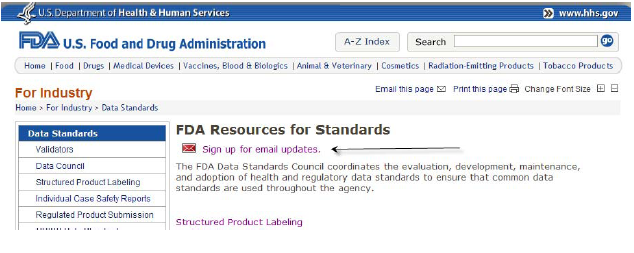 U.S. Department of Health & Human Services
www.hhs.gov
FDA U.S. Food and Drug Administration
A-Z Index
Search
go
Home | Food | Drugs | Medical Devices | Vaccines, Blood & Biologics | Animal & Veterinary | Cosmetics | Radiation-Emitting Products | Tobacco Products
For Industry
Email this page
Print this page
Change Font Size
Home > For Industry > Data Standards
Data Standards
Validators
Data Council
Structured Product Labeling
Individual Case Safety Reports
Regulated Product Submission
FDA Resources for Standards
Sign up for email updates.
The FDA Data Standards Council coordinates the evaluation, development, maintenance,
and adoption of health and regulatory data standards to ensure that common data
standards are used throughout the agency.
Structured Product Labeling